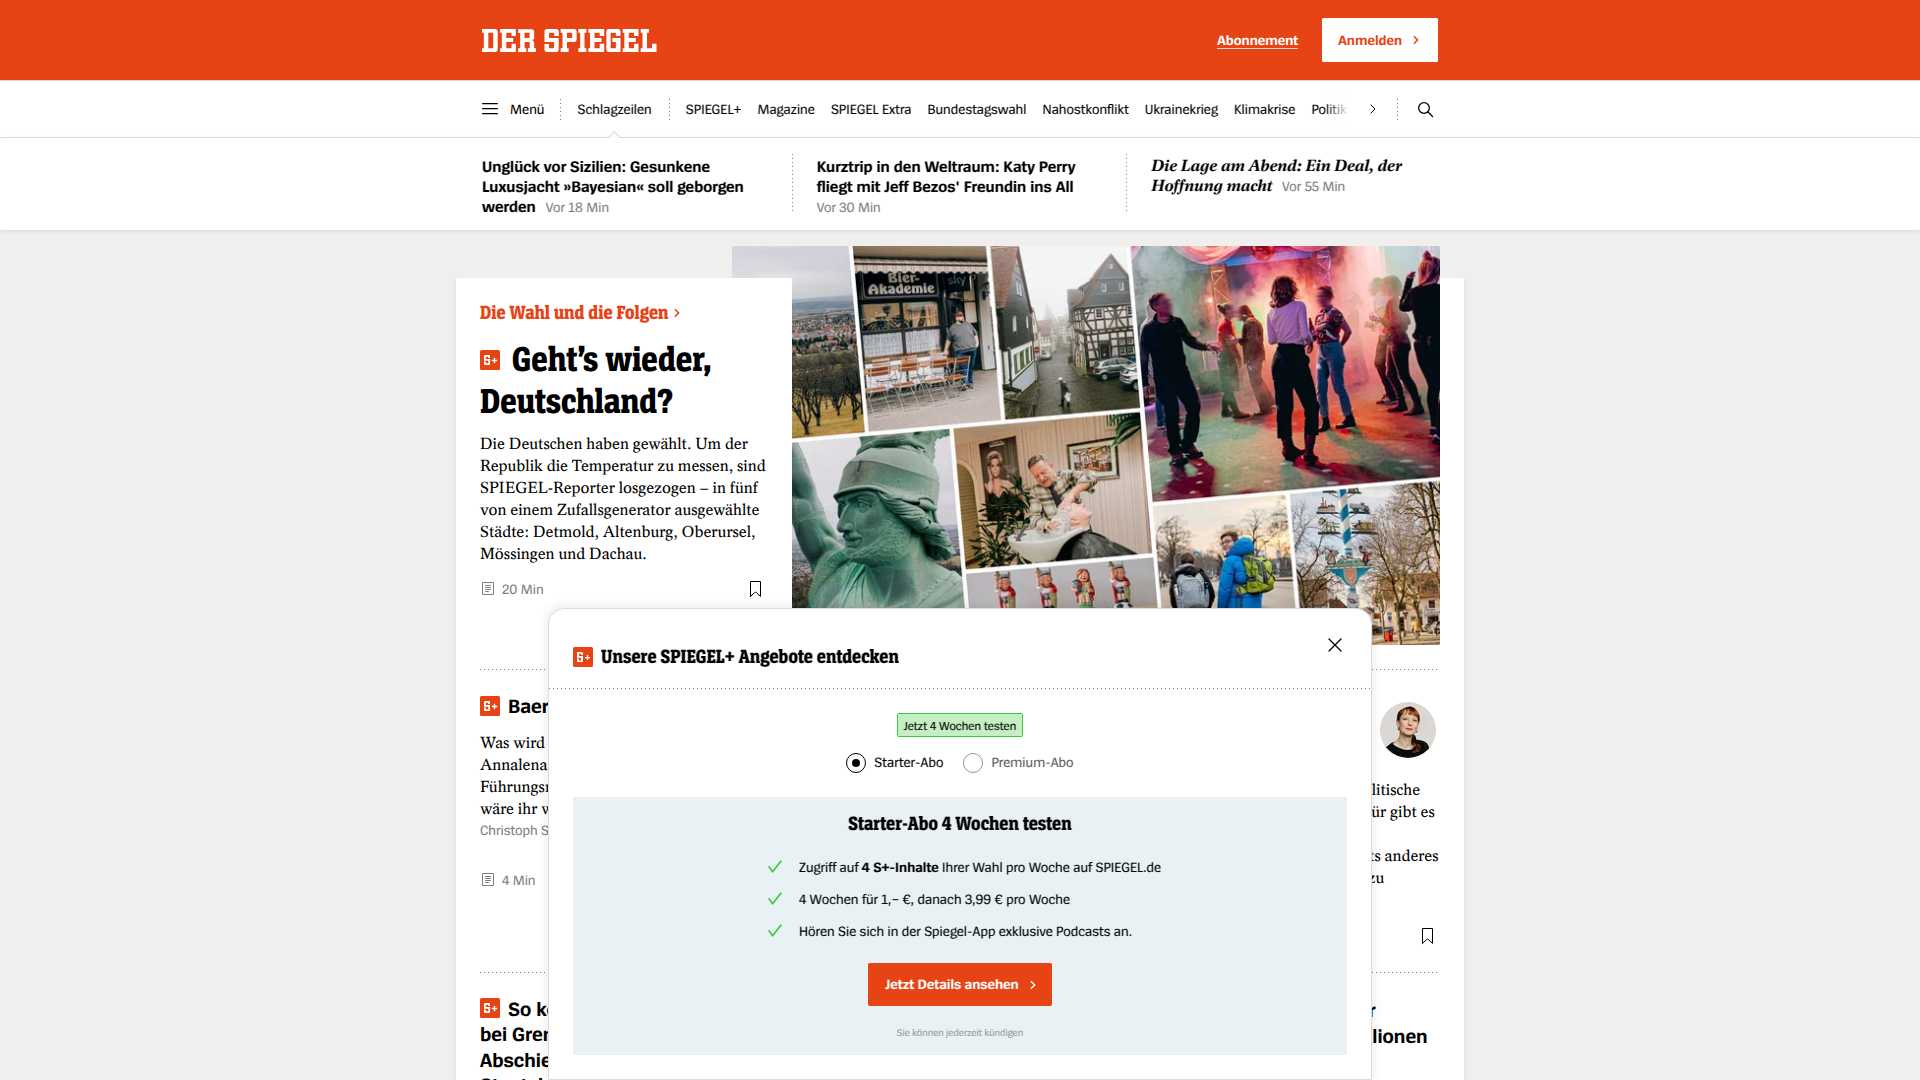 DER SPIEGEL
Abonnement
Anmelden
Menü
Schlagzeilen
SPIEGEL+
Magazine
SPIEGEL Extra
Bundestagswahl
Nahostkonflikt
Ukrainekrieg
Klimakrise
Politik
Unglück vor Sizilien: Gesunkene
Luxusjacht »Bayesian« soll geborgen
werden Vor 18 Min
Kurztrip in den Weltraum: Katy Perry
fliegt mit Jeff Bezos' Freundin ins All
Vor 30 Min
Die Lage am Abend: Ein Deal, der
Hoffnung macht Vor 55 Min
Die Wahl und die Folgen
S+ Geht’s wieder,
Deutschland?
Die Deutschen haben gewählt. Um der
Republik die Temperatur zu messen, sind
SPIEGEL-Reporter losgezogen – in fünf
von einem Zufallsgenerator ausgewählte
Städte: Detmold, Altenburg, Oberursel,
Mössingen und Dachau.
20 Min
Bier-
Akademie
sky
S+ Unsere SPIEGEL+ Angebote entdecken
Jetzt 4 Wochen testen
Starter-Abo
Premium-Abo
Starter-Abo 4 Wochen testen
Zugriff auf 4 S+-Inhalte Ihrer Wahl pro Woche auf SPIEGEL.de
4 Wochen für 1,– €, danach 3,99 € pro Woche
Hören Sie sich in der Spiegel-App exklusive Podcasts an.
Jetzt Details ansehen
Sie können jederzeit kündigen
S+ Baer
Was wird
Annalena
Führungsr
wäre ihr w
Christoph S
4 Min
S+ So k
bei Gren
Abschie
litische
ür gibt es
ts anderes
zu
r
lionen